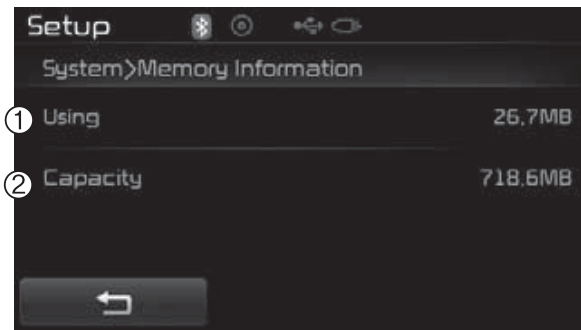 Setup
System>Memory Information
① Using 26,7MB
② Capacity 718,6MB